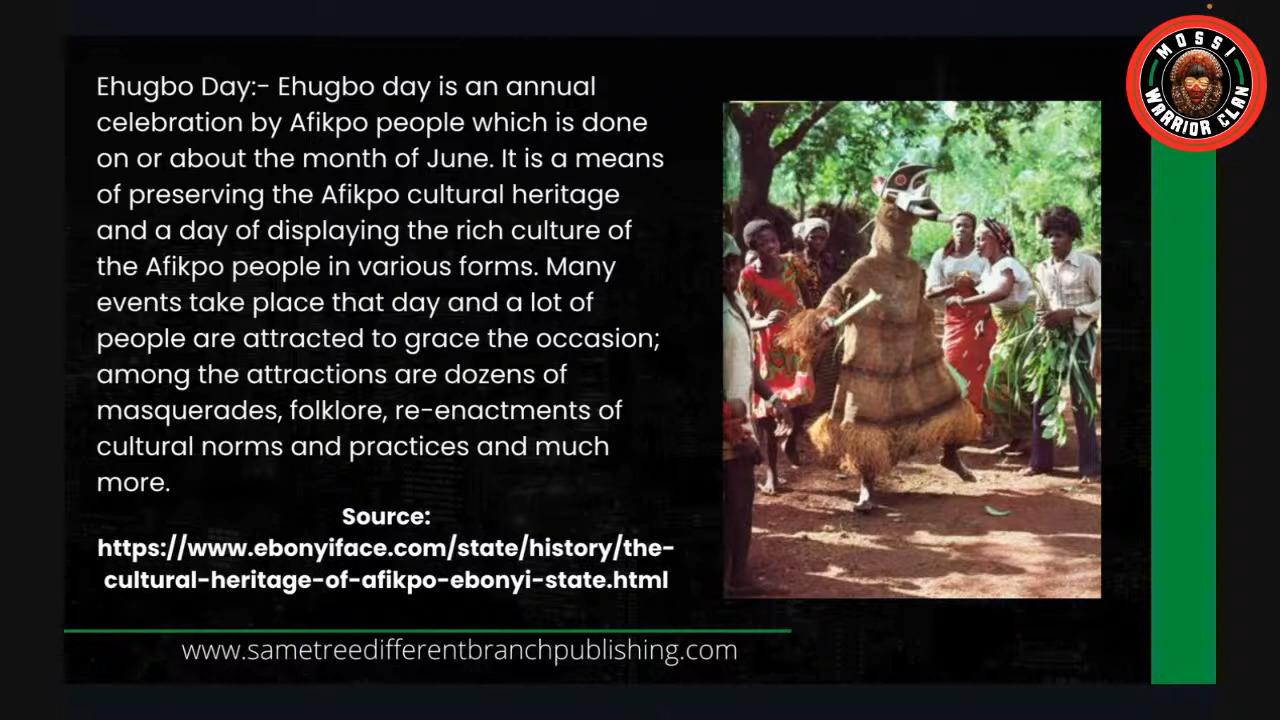 Ehugbo Day:- Ehugbo day is an annual
celebration by Afikpo people which is done
on or about the month of June. It is a means
of preserving the Afikpo cultural heritage
and a day of displaying the rich culture of
the Afikpo people in various forms. Many
events take place that day and a lot of
people are attracted to grace the occasion;
among the attractions are dozens of
masquerades, folklore, re-enactments of
cultural norms and practices and much
more.
Source:
https://www.ebonyiface.com/state/history/the-
cultural-heritage-of-afikpo-ebonyi-state.html
www.sametreedifferentbranchpublishing.com
MOSSI
WARRIOR CLAN